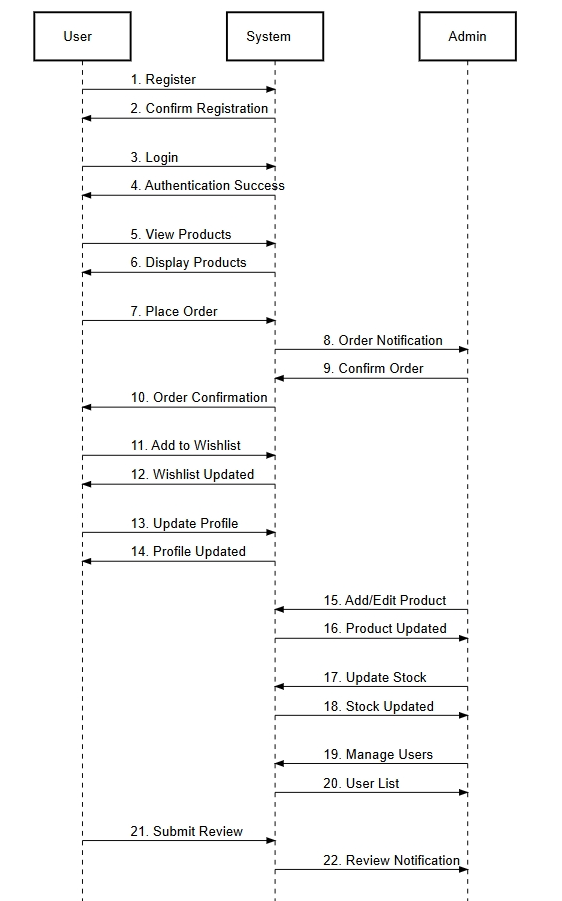 User
System
Admin
1. Register
2. Confirm Registration
3. Login
4. Authentication Success
5. View Products
6. Display Products
7. Place Order
8. Order Notification
9. Confirm Order
10. Order Confirmation
11. Add to Wishlist
12. Wishlist Updated
13. Update Profile
14. Profile Updated
15. Add/Edit Product
16. Product Updated
17. Update Stock
18. Stock Updated
19. Manage Users
20. User List
21. Submit Review
22. Review Notification